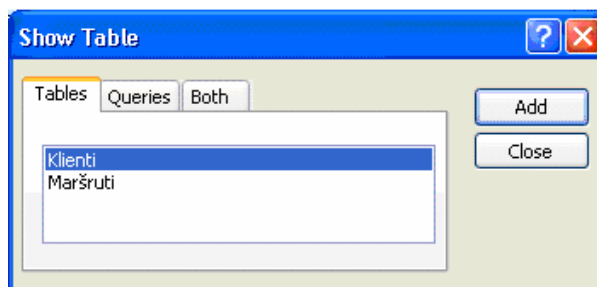 Show Table
Tables Queries Both
Add
Close
Klienti
Maršruti